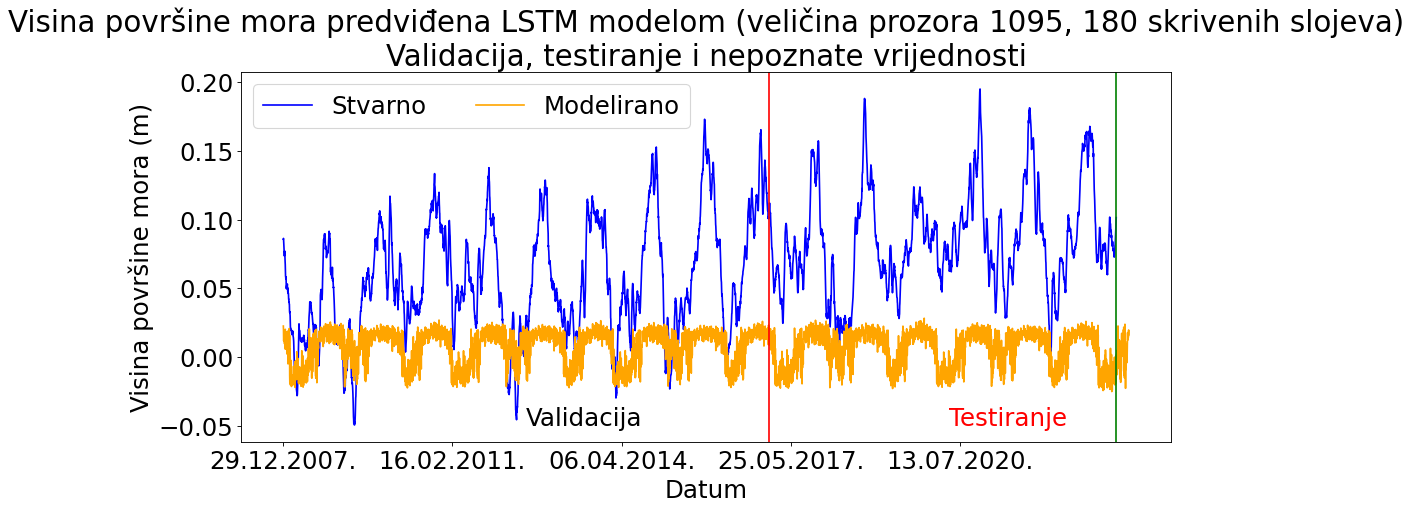 Visina površine mora predviđena LSTM modelom (veličina prozora 1095, 180 skrivenih slojeva)
Validacija, testiranje i nepoznate vrijednosti
Stvarno Modelirano
Visina površine mora (m)
0.20
0.15
0.10
0.05
0.00
−0.05
Validacija Testiranje
29.12.2007. 16.02.2011. 06.04.2014. 25.05.2017. 13.07.2020.
Datum